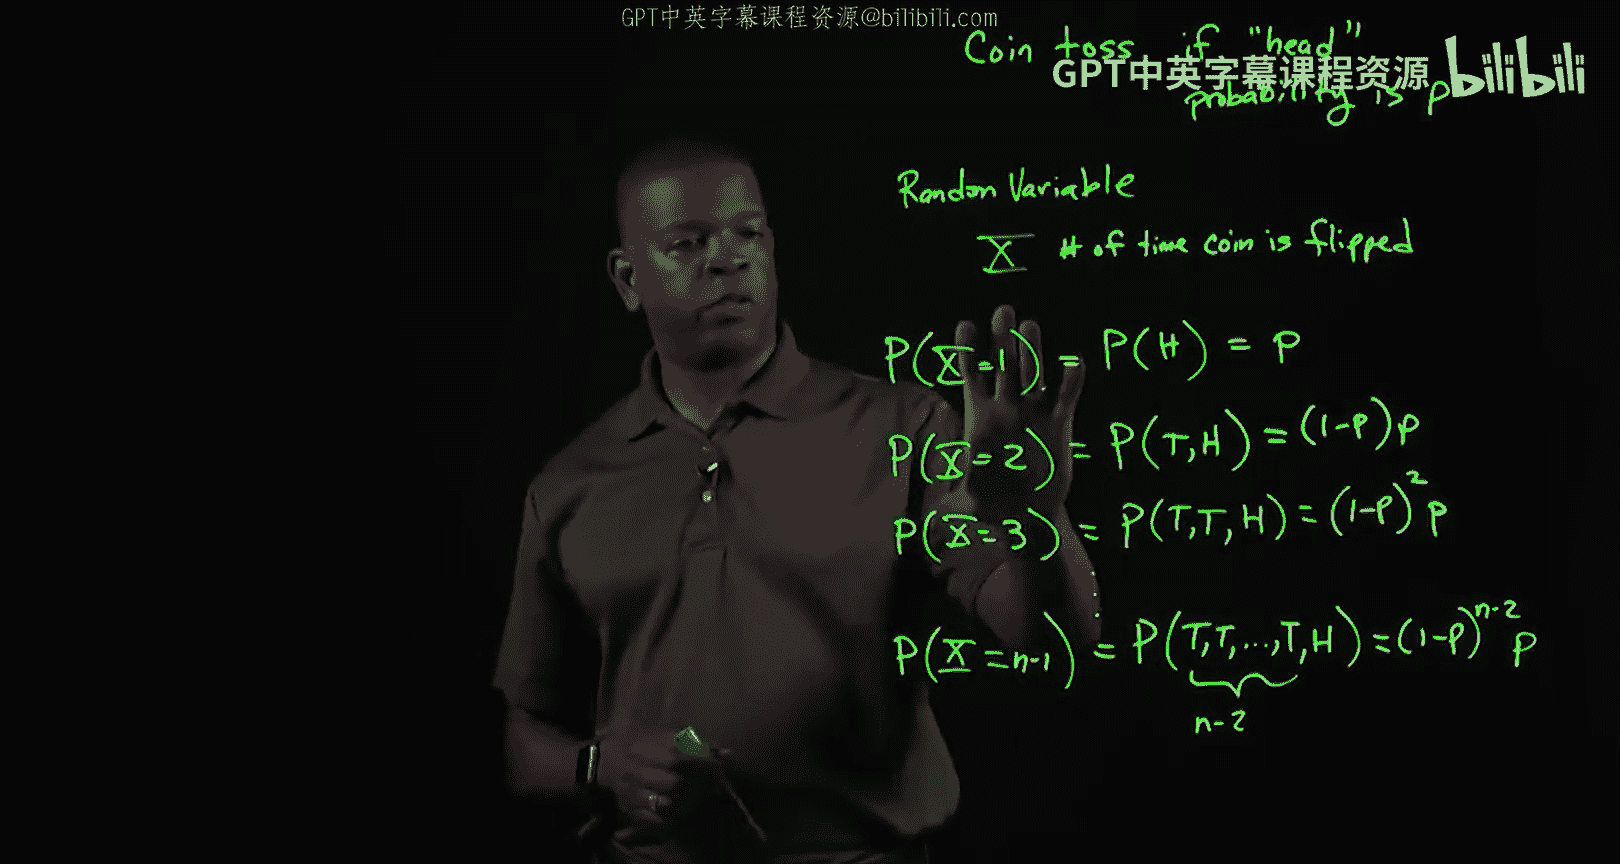 GPT中英字幕课程资源@bilibili.com
Coin toss if "head"
GPT中英字幕课程资源 bilibili
probability is p
Random Variable
X # of time coin is flipped
P(X=1) = P(H) = p
P(X=2) = P(T,H) = (1-p)p
P(X=3) = P(T,T,H) = (1-p)²p
⋮
P(X=n-1) = P(T,T,...,T,H) = (1-p)ⁿ⁻²p
n-2